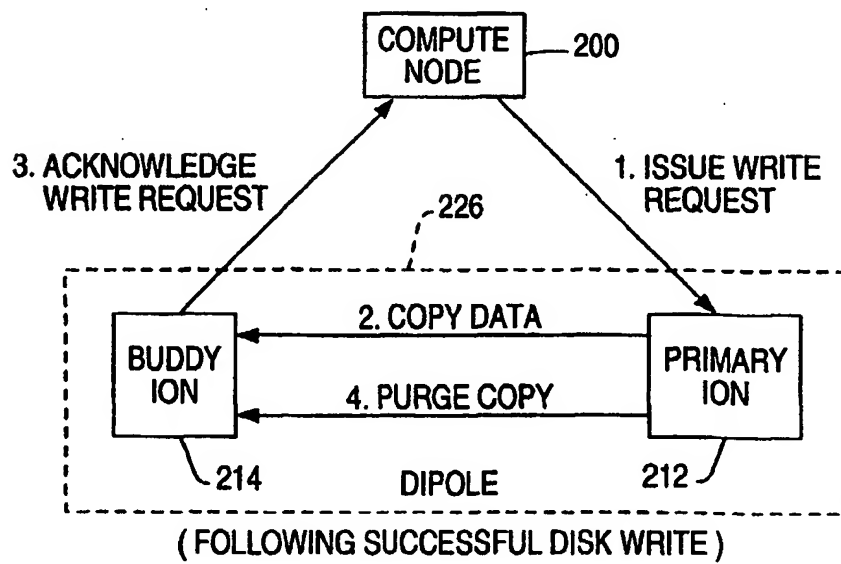 COMPUTE
NODE
200
3. ACKNOWLEDGE
WRITE REQUEST
1. ISSUE WRITE
REQUEST
226
2. COPY DATA
BUDDY
ION
PRIMARY
ION
4. PURGE COPY
214
DIPOLE
212
( FOLLOWING SUCCESSFUL DISK WRITE )